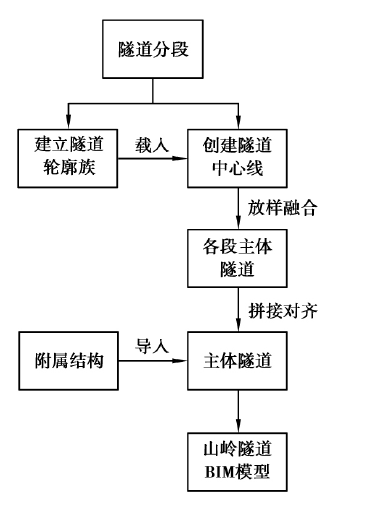 隧道分段
建立隧道
轮廓族
载入
创建隧道
中心线
放样融合
各段主体
隧道
拼接对齐
附属结构
导入
主体隧道
山岭隧道
BIM模型